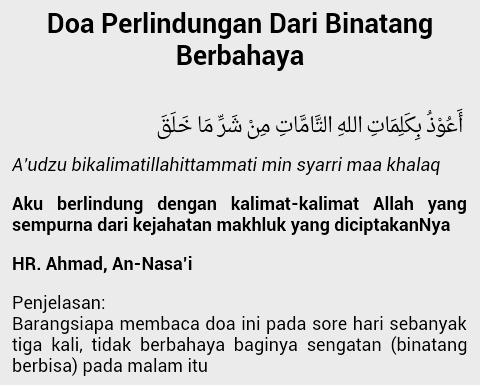 Doa Perlindungan Dari Binatang
Berbahaya
أَعُوْذُ بِكَلِمَاتِ اللهِ التَّامَّاتِ مِنْ شَرِّ مَا خَلَقَ
A'udzu bikalimatillahittammati min syarri maa khalaq
Aku berlindung dengan kalimat-kalimat Allah yang
sempurna dari kejahatan makhluk yang diciptakanNya
HR. Ahmad, An-Nasa'i
Penjelasan:
Barangsiapa membaca doa ini pada sore hari sebanyak
tiga kali, tidak berbahaya baginya sengatan (binatang
berbisa) pada malam itu